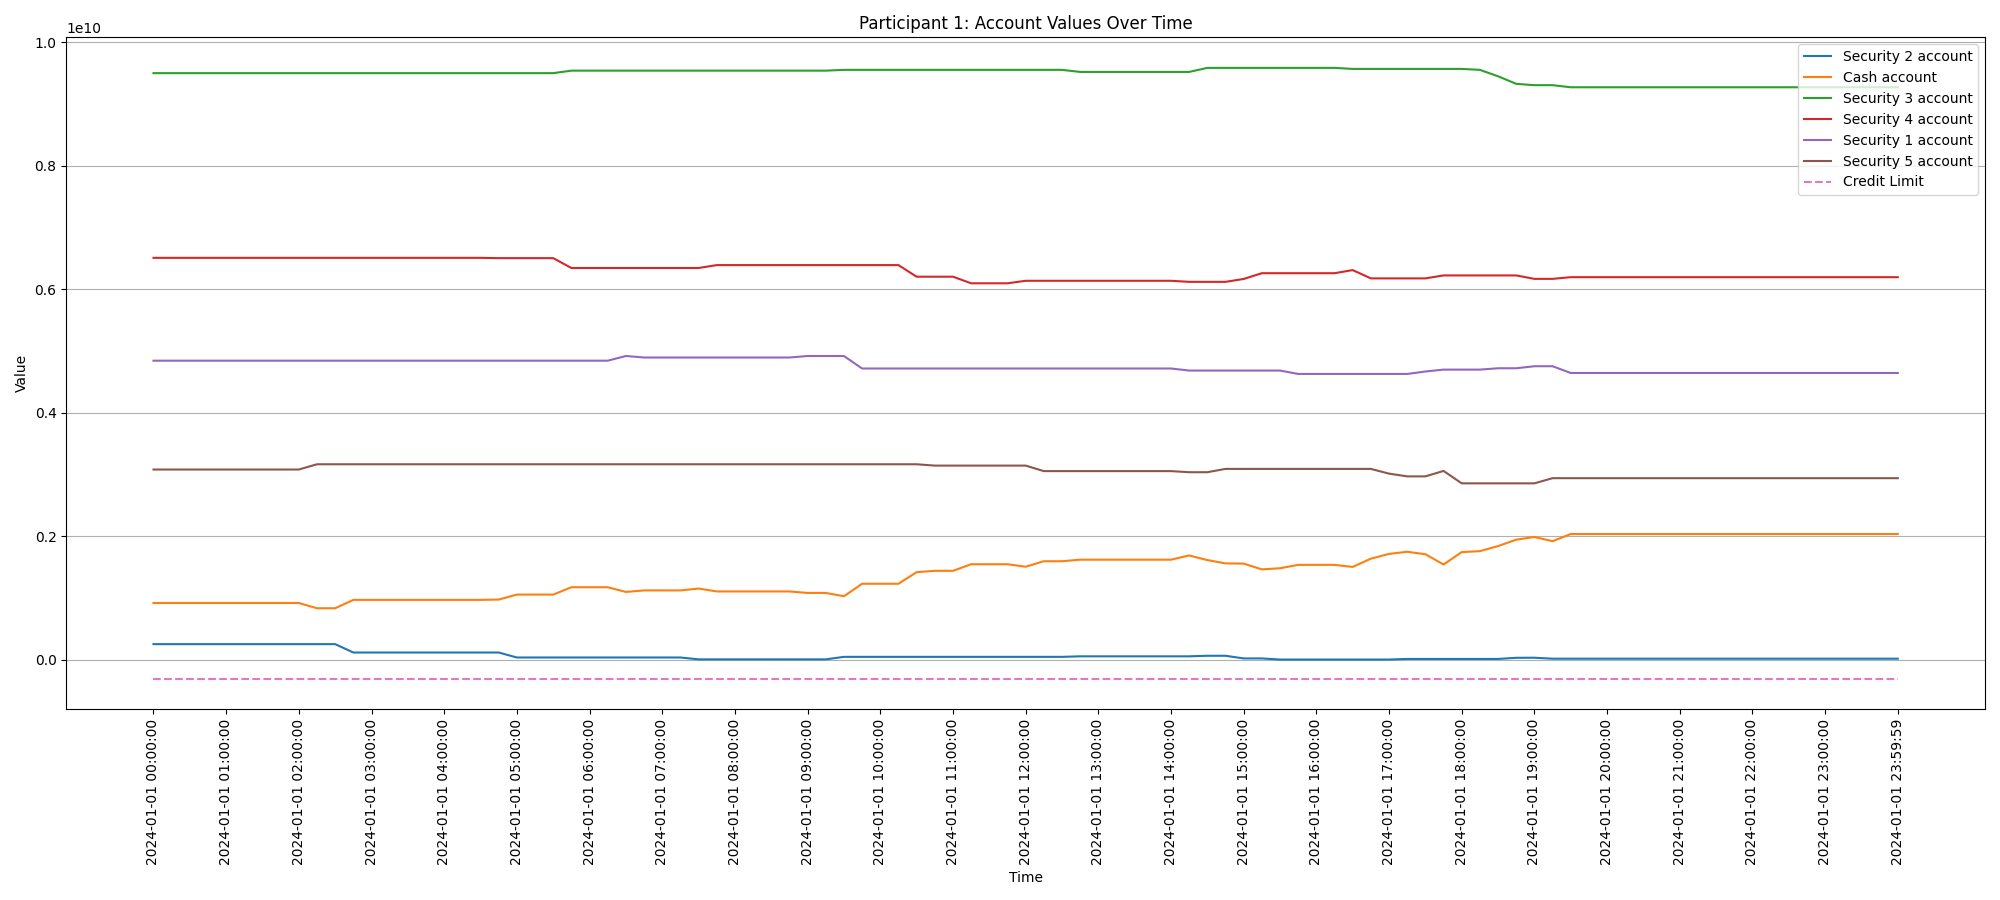 Participant 1: Account Values Over Time
1e10
1.0
0.8
0.6
0.4
0.2
0.0
Value
Security 2 account
Cash account
Security 3 account
Security 4 account
Security 1 account
Security 5 account
Credit Limit
2024-01-01 00:00:00
2024-01-01 01:00:00
2024-01-01 02:00:00
2024-01-01 03:00:00
2024-01-01 04:00:00
2024-01-01 05:00:00
2024-01-01 06:00:00
2024-01-01 07:00:00
2024-01-01 08:00:00
2024-01-01 09:00:00
2024-01-01 10:00:00
2024-01-01 11:00:00
2024-01-01 12:00:00
2024-01-01 13:00:00
2024-01-01 14:00:00
2024-01-01 15:00:00
2024-01-01 16:00:00
2024-01-01 17:00:00
2024-01-01 18:00:00
2024-01-01 19:00:00
2024-01-01 20:00:00
2024-01-01 21:00:00
2024-01-01 22:00:00
2024-01-01 23:00:00
2024-01-01 23:59:59
Time